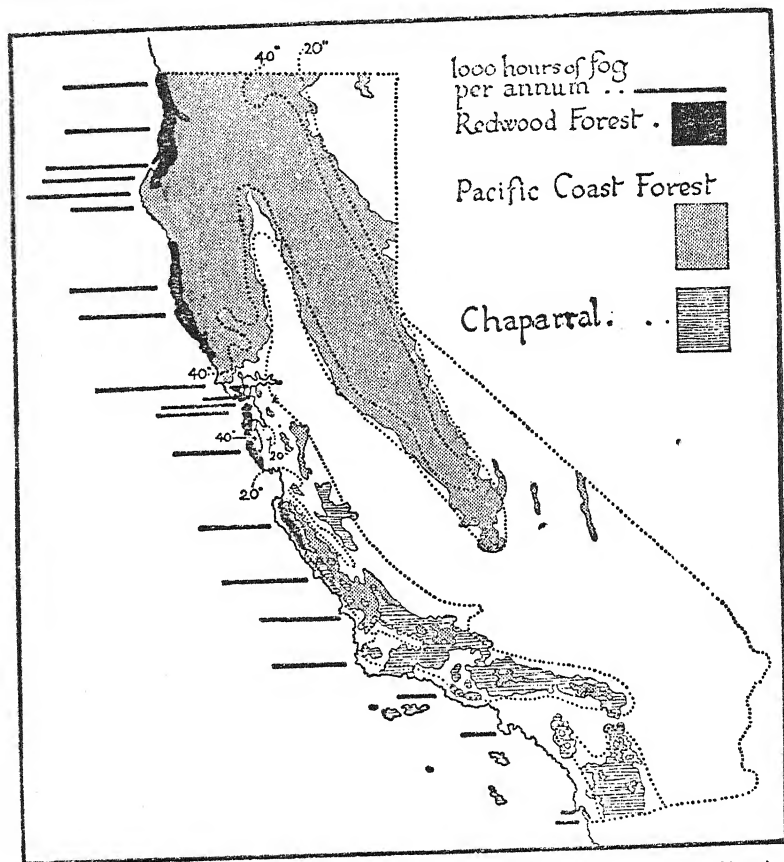 40" 20"
1000 hours of fog
per annum ..
Redwood Forest .
Pacific Coast Forest
Chaparral. ..
40"
40
20
20"